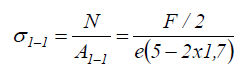 σ₁₋₁ = N / A₁₋₁ = F / 2 / e(5 − 2x1,7)